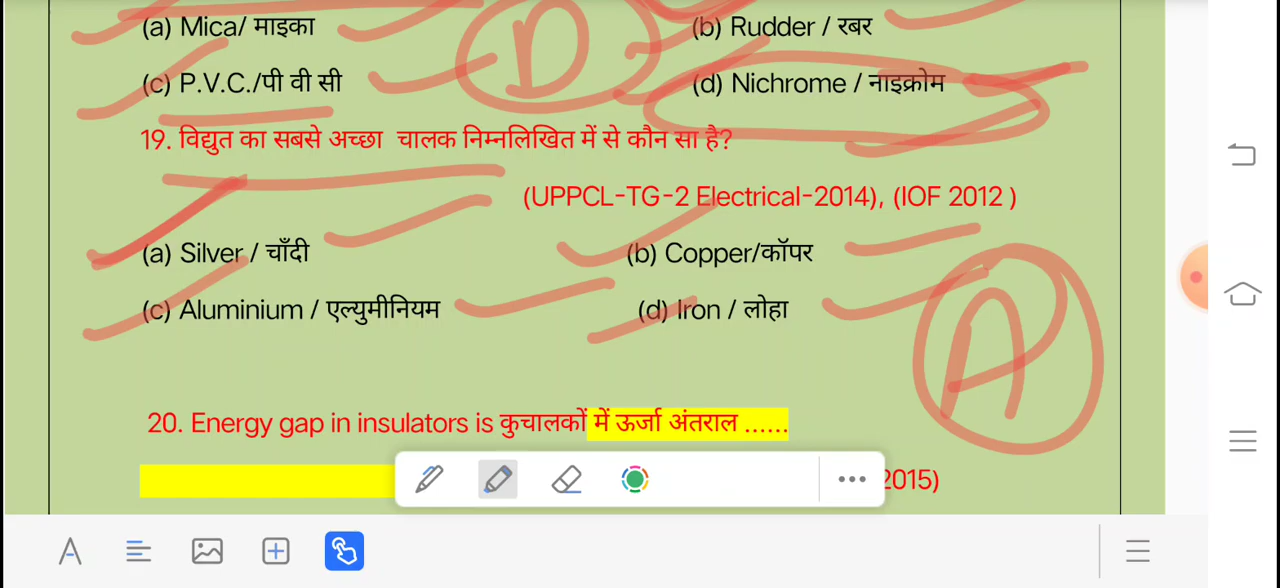 (a) Mica/ माइका (b) Rudder / रबर
D
(c) P.V.C./पी वी सी (d) Nichrome / नाइक्रोम
19. विद्युत का सबसे अच्छा चालक निम्नलिखित में से कौन सा है?
(UPPCL-TG-2 Electrical-2014), (IOF 2012 )
(a) Silver / चाँदी (b) Copper/कॉपर
(c) Aluminium / एल्युमीनियम (d) Iron / लोहा
A
20. Energy gap in insulators is कुचालकों में ऊर्जा अंतराल ......
2015)